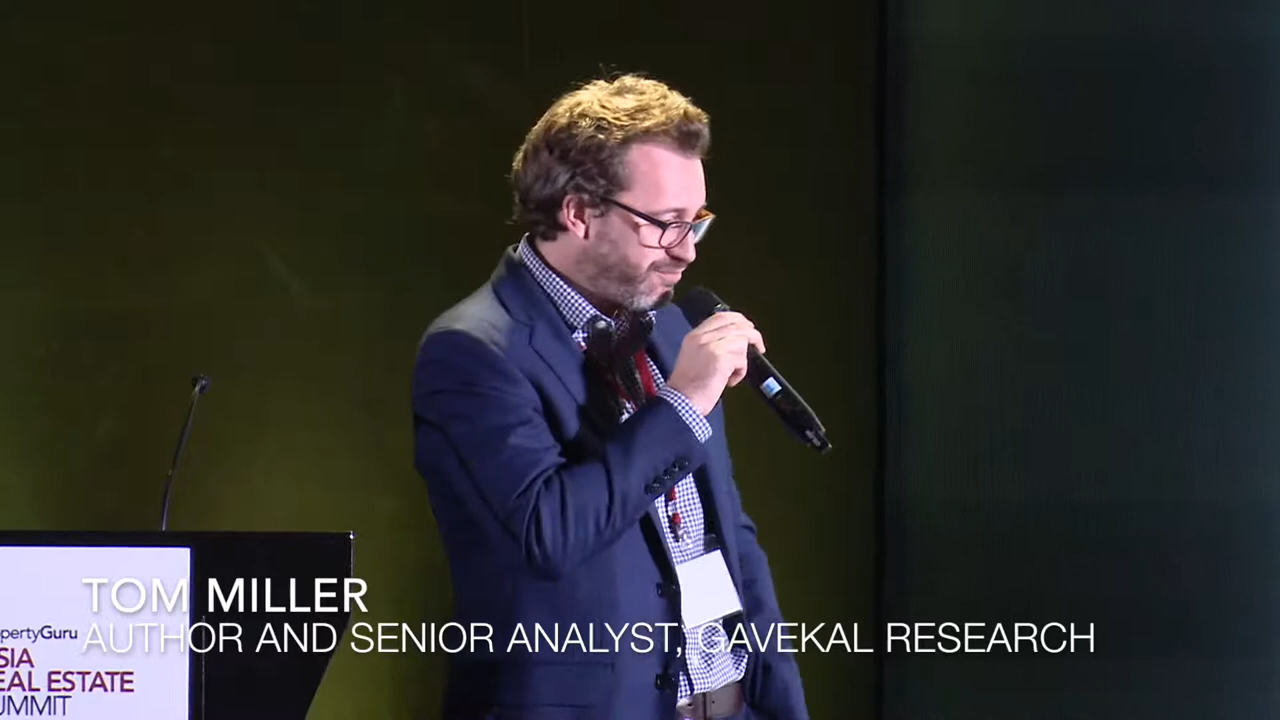 TOM MILLER
AUTHOR AND SENIOR ANALYST, GAVEKAL RESEARCH
pertyGuru
SIA
EAL ESTATE
UMMIT